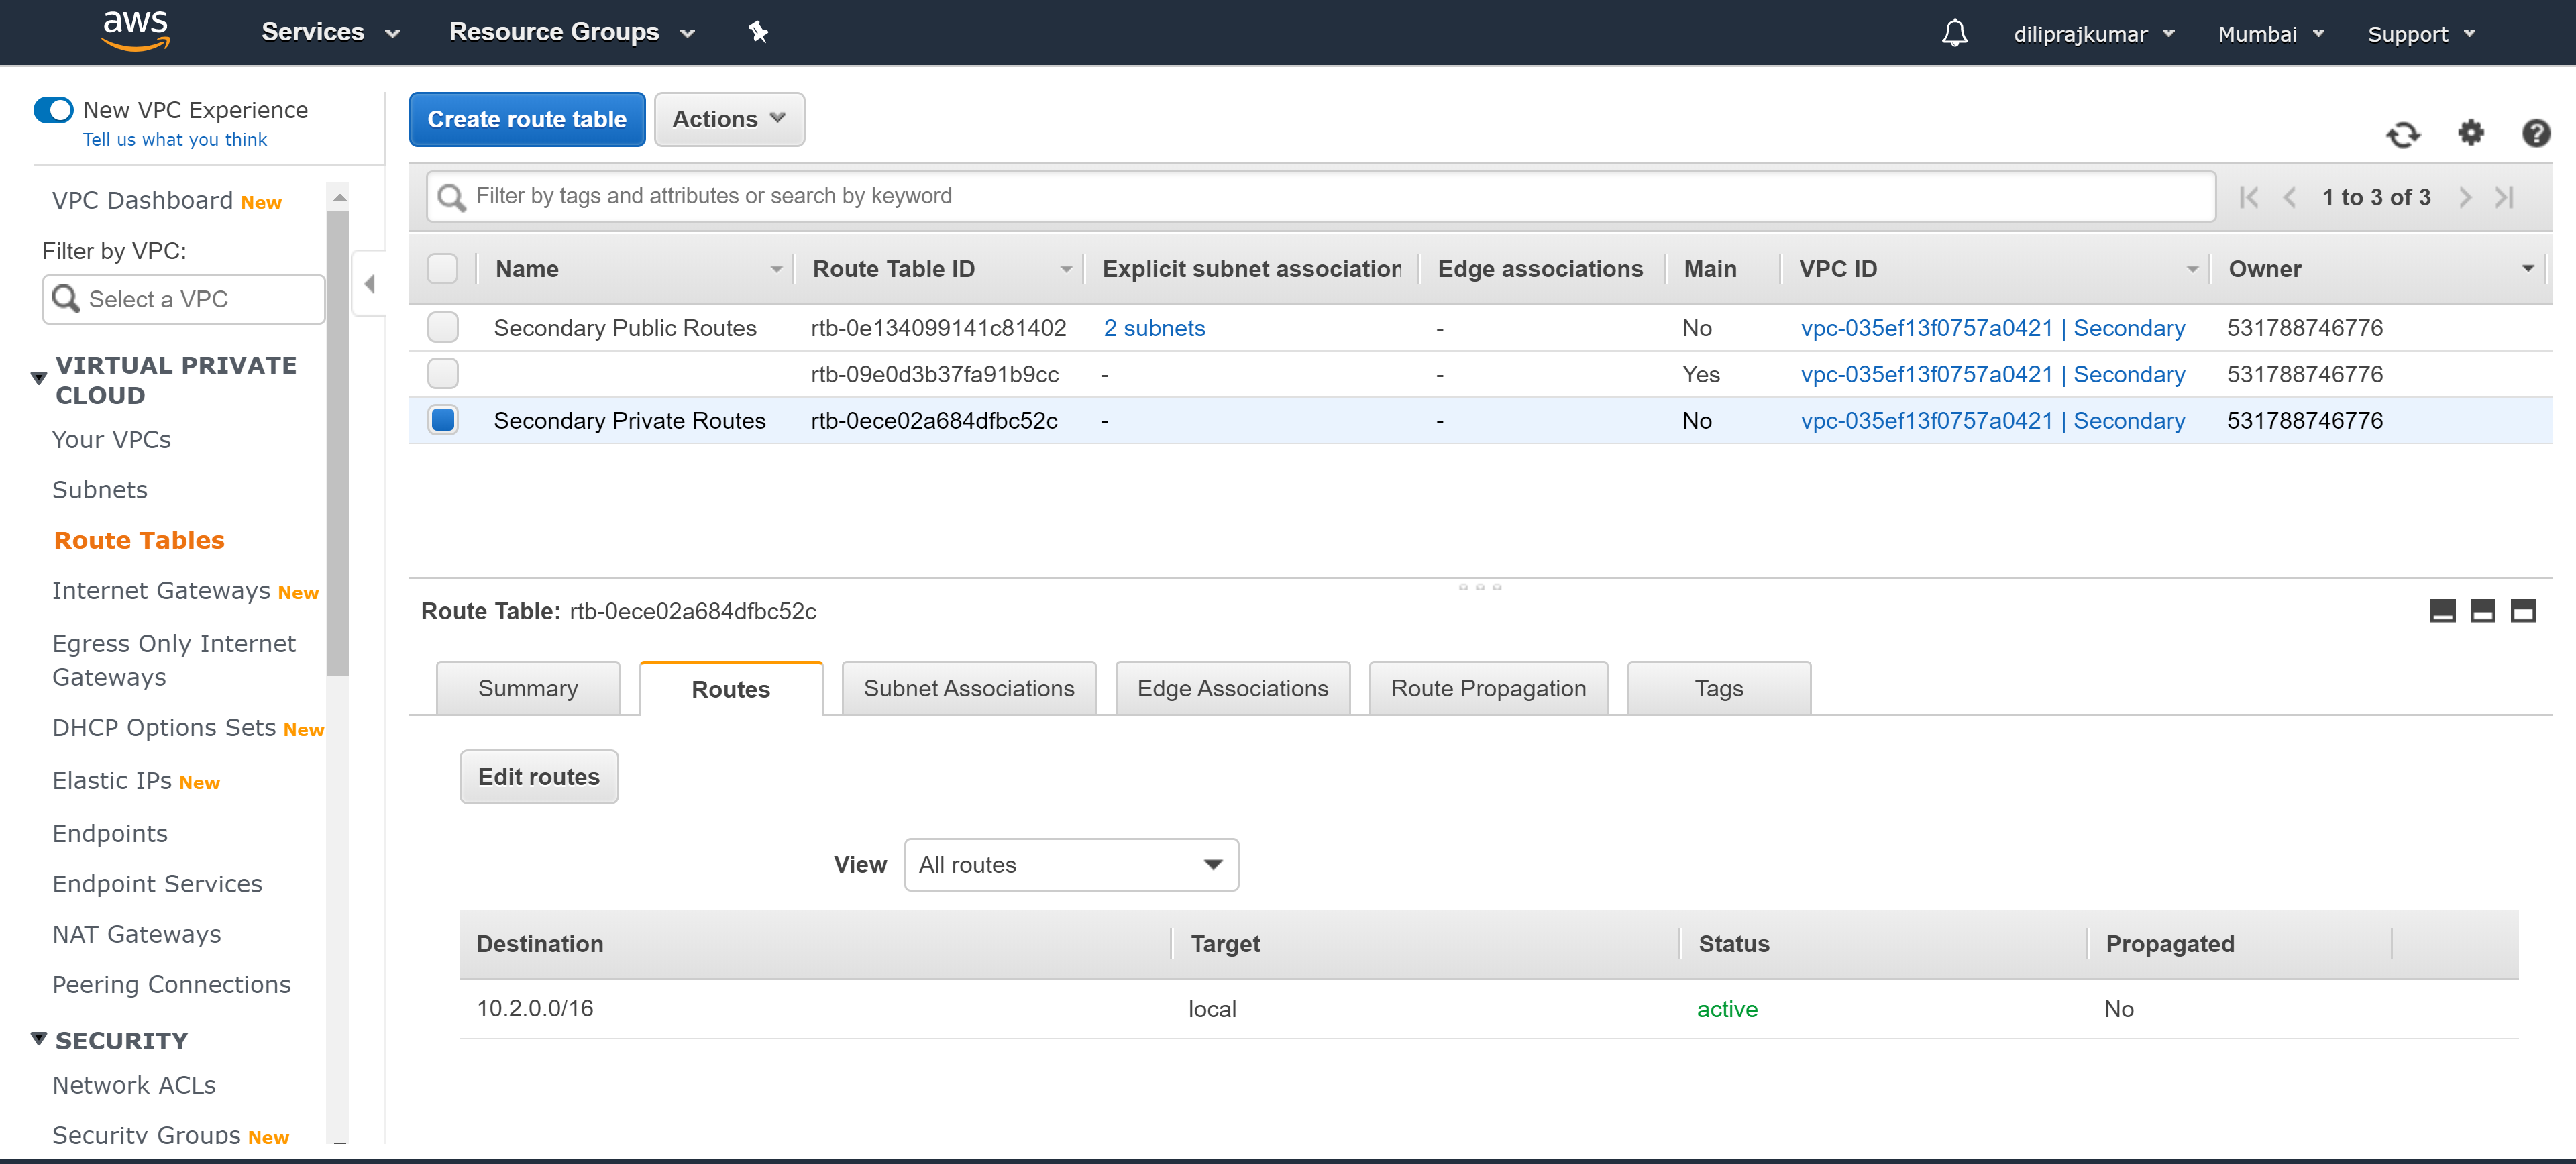 aws Services Resource Groups diliprajkumar Mumbai Support
New VPC Experience
Tell us what you think
VPC Dashboard New
Filter by VPC:
Select a VPC
VIRTUAL PRIVATE
CLOUD
Your VPCs
Subnets
Route Tables
Internet Gateways New
Egress Only Internet
Gateways
DHCP Options Sets New
Elastic IPs New
Endpoints
Endpoint Services
NAT Gateways
Peering Connections
SECURITY
Network ACLs
Security Groups New
Create route table Actions
Filter by tags and attributes or search by keyword 1 to 3 of 3
Name Route Table ID Explicit subnet association Edge associations Main VPC ID Owner
Secondary Public Routes rtb-0e134099141c81402 2 subnets - No vpc-035ef13f0757a0421 | Secondary 531788746776
rtb-09e0d3b37fa91b9cc - - Yes vpc-035ef13f0757a0421 | Secondary 531788746776
Secondary Private Routes rtb-0ece02a684dfbc52c - - No vpc-035ef13f0757a0421 | Secondary 531788746776
Route Table: rtb-0ece02a684dfbc52c
Summary Routes Subnet Associations Edge Associations Route Propagation Tags
Edit routes
View All routes
Destination Target Status Propagated
10.2.0.0/16 local active No